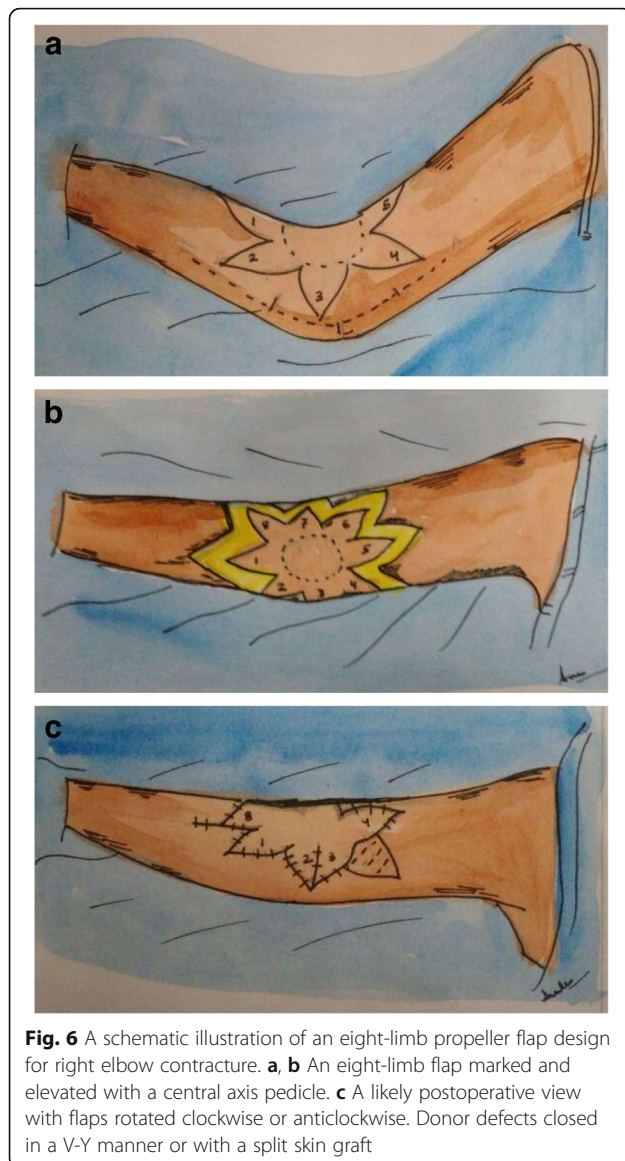 a
1
2
3
4
5
b
8
7
6
1
5
2
3
4
c
8
4
1
2
3
Fig. 6 A schematic illustration of an eight-limb propeller flap design
for right elbow contracture. a, b An eight-limb flap marked and
elevated with a central axis pedicle. c A likely postoperative view
with flaps rotated clockwise or anticlockwise. Donor defects closed
in a V-Y manner or with a split skin graft